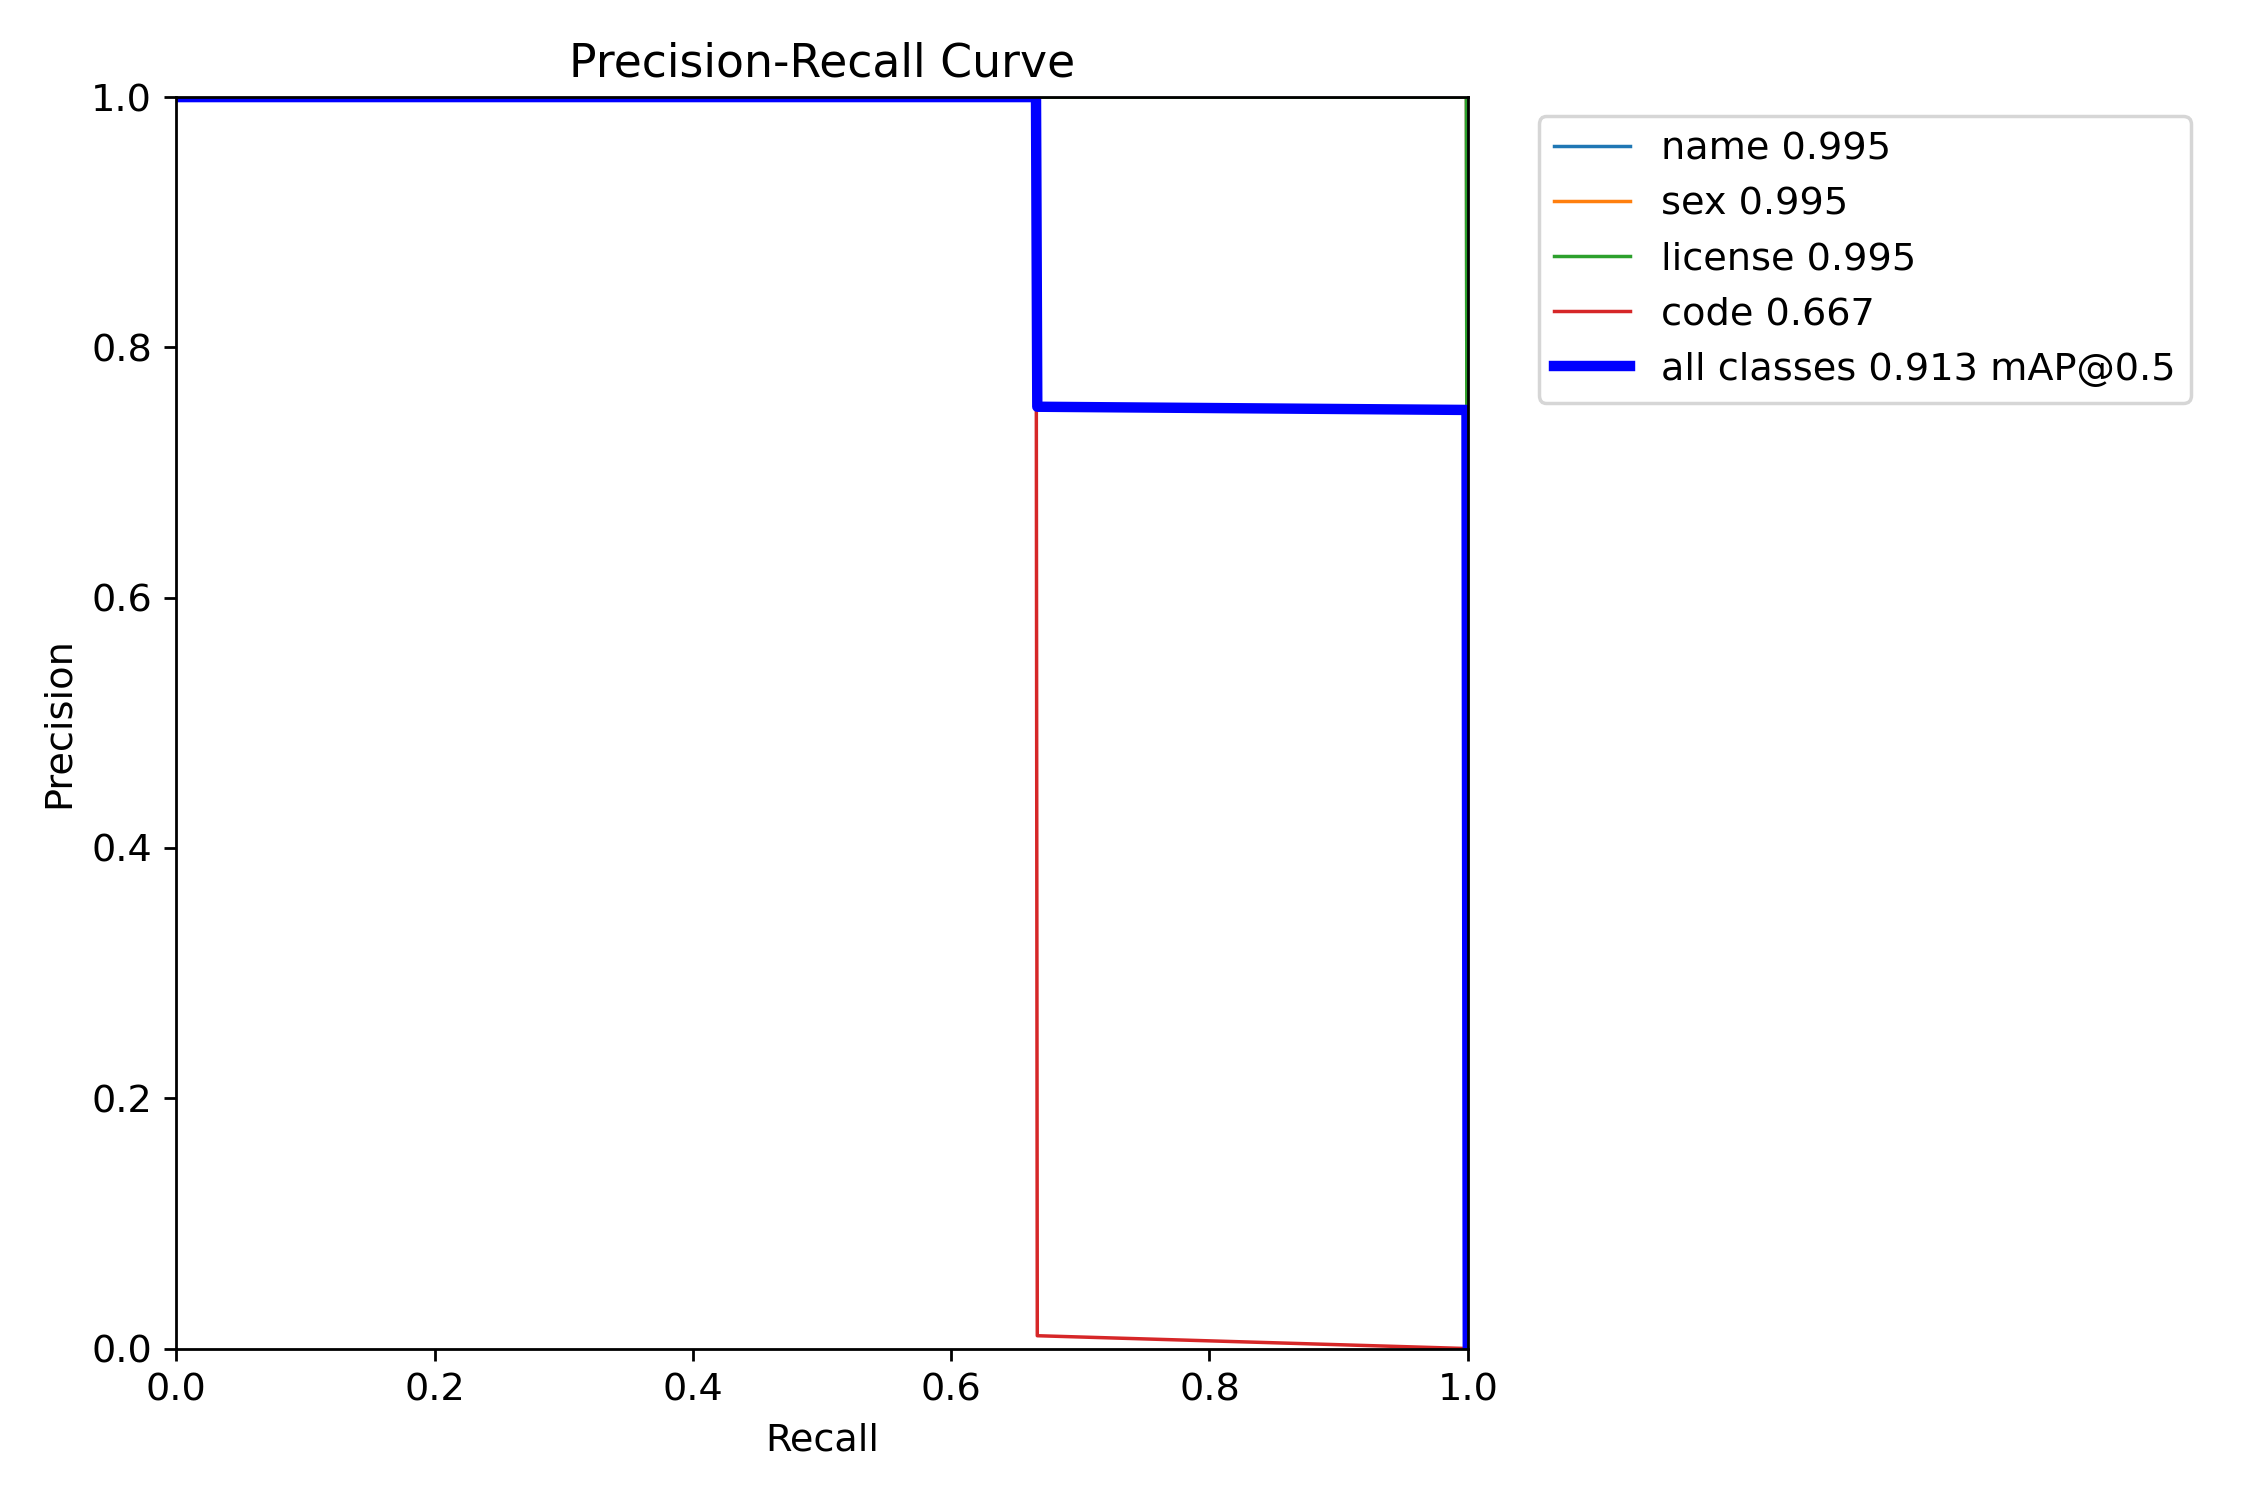 Precision-Recall Curve
1.0
0.8
0.6
0.4
0.2
0.0
Precision
0.0 0.2 0.4 0.6 0.8 1.0
Recall
name 0.995
sex 0.995
license 0.995
code 0.667
all classes 0.913 mAP@0.5